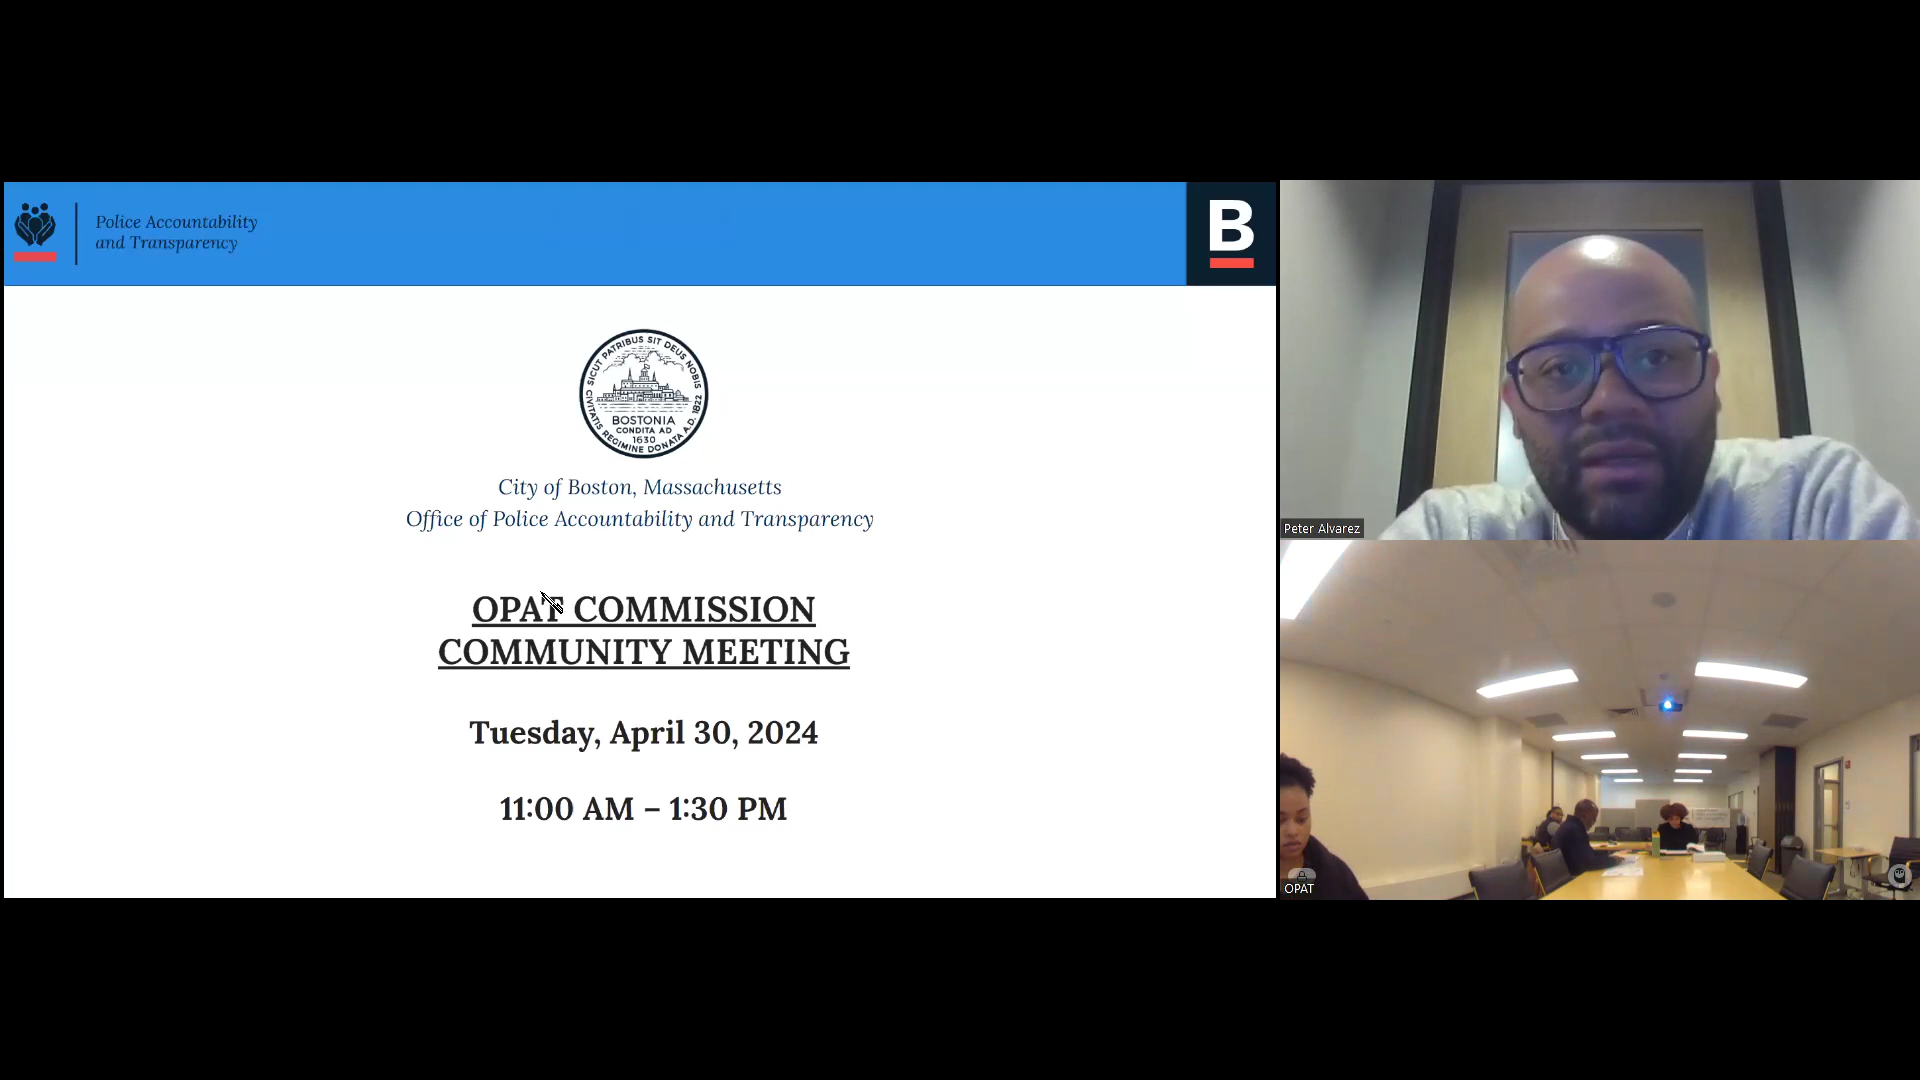 Police Accountability
and Transparency
B
SICUT PATRIBUS SIT DEUS NOBIS
CIVITATIS REGIMINE DONATA A.D. 1822
BOSTONIA
CONDITA AD
1630
City of Boston, Massachusetts
Office of Police Accountability and Transparency
OPAT COMMISSION
COMMUNITY MEETING
Tuesday, April 30, 2024
11:00 AM – 1:30 PM
Peter Alvarez
OPAT